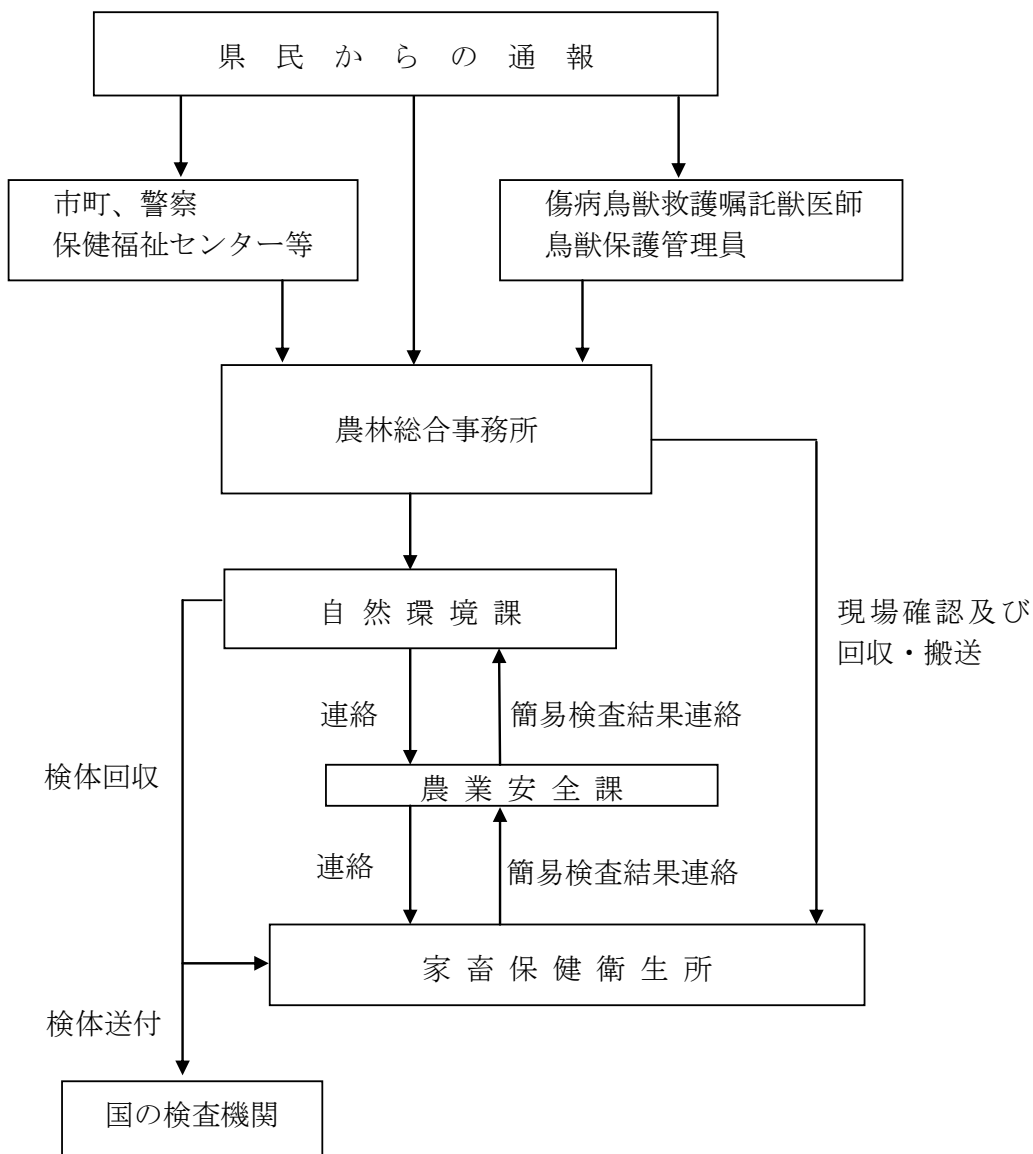 県民からの通報
市町、警察
保健福祉センター等
傷病鳥獣救護嘱託獣医師
鳥獣保護管理員
農林総合事務所
自然環境課
現場確認及び
回収・搬送
連絡
簡易検査結果連絡
検体回収
農業安全課
連絡
簡易検査結果連絡
家畜保健衛生所
検体送付
国の検査機関